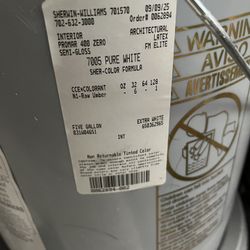 SHERWIN-WILLIAMS 701570 09/09/25
702-632-3000 Order# 0062094
INTERIOR ARCHITECTURAL
PROMAR 400 ZERO LATEX
SEMI-GLOSS FM ELITE
7005 PURE WHITE
SHER-COLOR FORMULA
CCE*COLORANT OZ 32 64 128
N1-Raw Umber - 6 1 1
FIVE GALLON EXTRA WHITE
INT
Non Returnable Tinted Color
WARNING
AVERTISSEMENT